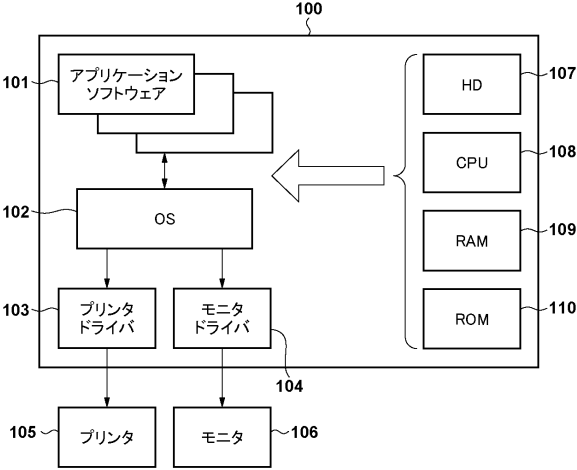 100
101
アプリケーション
ソフトウェア
HD
107
CPU
108
102
OS
RAM
109
103
プリンタ
ドライバ
モニタ
ドライバ
104
ROM
110
105
プリンタ
モニタ
106